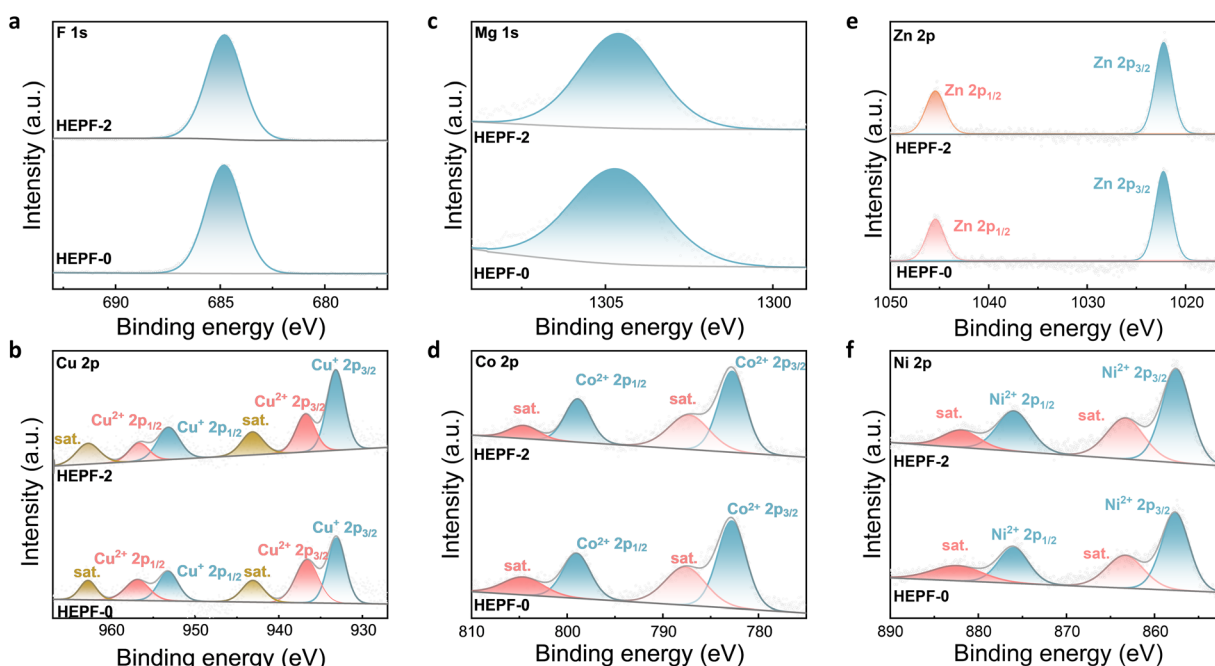 a
F 1s
HEPF-2
HEPF-0
Intensity (a.u.)
690 685 680
Binding energy (eV)
c
Mg 1s
HEPF-2
HEPF-0
Intensity (a.u.)
1305 1300
Binding energy (eV)
e
Zn 2p
Zn 2p3/2
Zn 2p1/2
HEPF-2
Zn 2p3/2
Zn 2p1/2
HEPF-0
Intensity (a.u.)
1050 1040 1030 1020
Binding energy (eV)
b
Cu 2p
Cu⁺ 2p3/2
Cu²⁺ 2p3/2
Cu²⁺ 2p1/2
Cu⁺ 2p1/2
sat.
sat.
HEPF-2
Cu⁺ 2p3/2
Cu²⁺ 2p1/2
Cu²⁺ 2p3/2
sat.
Cu⁺ 2p1/2
sat.
HEPF-0
Intensity (a.u.)
960 950 940 930
Binding energy (eV)
d
Co 2p
Co²⁺ 2p3/2
Co²⁺ 2p1/2
sat.
sat.
HEPF-2
Co²⁺ 2p3/2
Co²⁺ 2p1/2
sat.
sat.
HEPF-0
Intensity (a.u.)
810 800 790 780
Binding energy (eV)
f
Ni 2p
Ni²⁺ 2p3/2
Ni²⁺ 2p1/2
sat.
sat.
HEPF-2
Ni²⁺ 2p3/2
Ni²⁺ 2p1/2
sat.
sat.
HEPF-0
Intensity (a.u.)
890 880 870 860
Binding energy (eV)